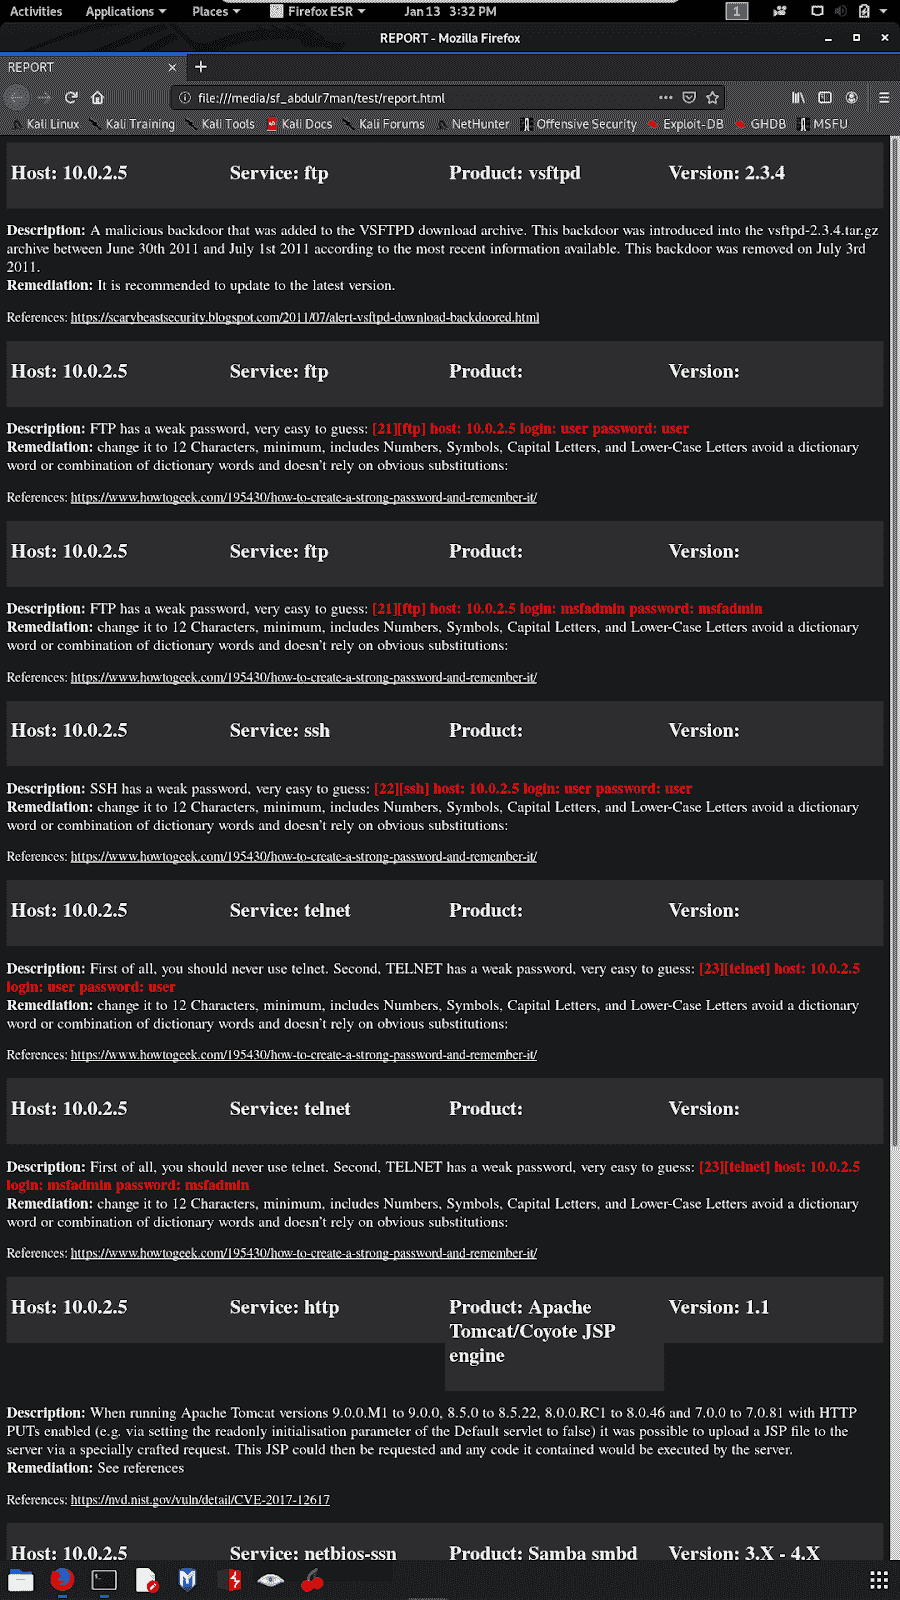 Activities Applications Places Firefox ESR Jan 13 3:32 PM 1
REPORT - Mozilla Firefox
REPORT
file:///media/sf_abdulr7man/test/report.html
Kali Linux Kali Training Kali Tools Kali Docs Kali Forums NetHunter Offensive Security Exploit-DB GHDB MSFU
Host: 10.0.2.5 Service: ftp Product: vsftpd Version: 2.3.4
Description: A malicious backdoor that was added to the VSFTPD download archive. This backdoor was introduced into the vsftpd-2.3.4.tar.gz
archive between June 30th 2011 and July 1st 2011 according to the most recent information available. This backdoor was removed on July 3rd
2011.
Remediation: It is recommended to update to the latest version.
References: https://scarybeastsecurity.blogspot.com/2011/07/alert-vsftpd-download-backdoored.html
Host: 10.0.2.5 Service: ftp Product: Version:
Description: FTP has a weak password, very easy to guess: [21][ftp] host: 10.0.2.5 login: user password: user
Remediation: change it to 12 Characters, minimum, includes Numbers, Symbols, Capital Letters, and Lower-Case Letters avoid a dictionary
word or combination of dictionary words and doesn't rely on obvious substitutions:
References: https://www.howtogeek.com/195430/how-to-create-a-strong-password-and-remember-it/
Host: 10.0.2.5 Service: ftp Product: Version:
Description: FTP has a weak password, very easy to guess: [21][ftp] host: 10.0.2.5 login: msfadmin password: msfadmin
Remediation: change it to 12 Characters, minimum, includes Numbers, Symbols, Capital Letters, and Lower-Case Letters avoid a dictionary
word or combination of dictionary words and doesn't rely on obvious substitutions:
References: https://www.howtogeek.com/195430/how-to-create-a-strong-password-and-remember-it/
Host: 10.0.2.5 Service: ssh Product: Version:
Description: SSH has a weak password, very easy to guess: [22][ssh] host: 10.0.2.5 login: user password: user
Remediation: change it to 12 Characters, minimum, includes Numbers, Symbols, Capital Letters, and Lower-Case Letters avoid a dictionary
word or combination of dictionary words and doesn't rely on obvious substitutions:
References: https://www.howtogeek.com/195430/how-to-create-a-strong-password-and-remember-it/
Host: 10.0.2.5 Service: telnet Product: Version:
Description: First of all, you should never use telnet. Second, TELNET has a weak password, very easy to guess: [23][telnet] host: 10.0.2.5
login: user password: user
Remediation: change it to 12 Characters, minimum, includes Numbers, Symbols, Capital Letters, and Lower-Case Letters avoid a dictionary
word or combination of dictionary words and doesn't rely on obvious substitutions:
References: https://www.howtogeek.com/195430/how-to-create-a-strong-password-and-remember-it/
Host: 10.0.2.5 Service: telnet Product: Version:
Description: First of all, you should never use telnet. Second, TELNET has a weak password, very easy to guess: [23][telnet] host: 10.0.2.5
login: msfadmin password: msfadmin
Remediation: change it to 12 Characters, minimum, includes Numbers, Symbols, Capital Letters, and Lower-Case Letters avoid a dictionary
word or combination of dictionary words and doesn't rely on obvious substitutions:
References: https://www.howtogeek.com/195430/how-to-create-a-strong-password-and-remember-it/
Host: 10.0.2.5 Service: http Product: Apache Version: 1.1
Tomcat/Coyote JSP
engine
Description: When running Apache Tomcat versions 9.0.0.M1 to 9.0.0, 8.5.0 to 8.5.22, 8.0.0.RC1 to 8.0.46 and 7.0.0 to 7.0.81 with HTTP
PUTs enabled (e.g. via setting the readonly initialisation parameter of the Default servlet to false) it was possible to upload a JSP file to the
server via a specially crafted request. This JSP could then be requested and any code it contained would be executed by the server.
Remediation: See references
References: https://nvd.nist.gov/vuln/detail/CVE-2017-12617
Host: 10.0.2.5 Service: netbios-ssn Product: Samba smbd Version: 3.X - 4.X